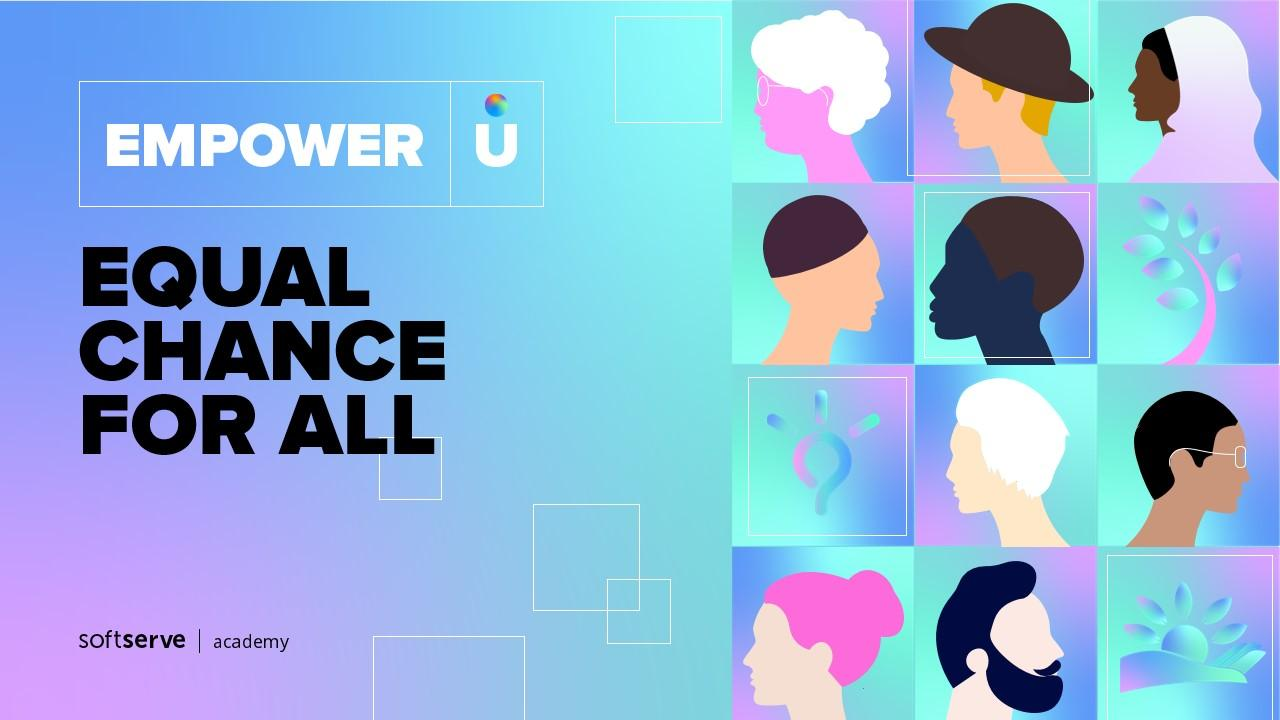 EMPOWER U
EQUAL
CHANCE
FOR ALL
softserve | academy